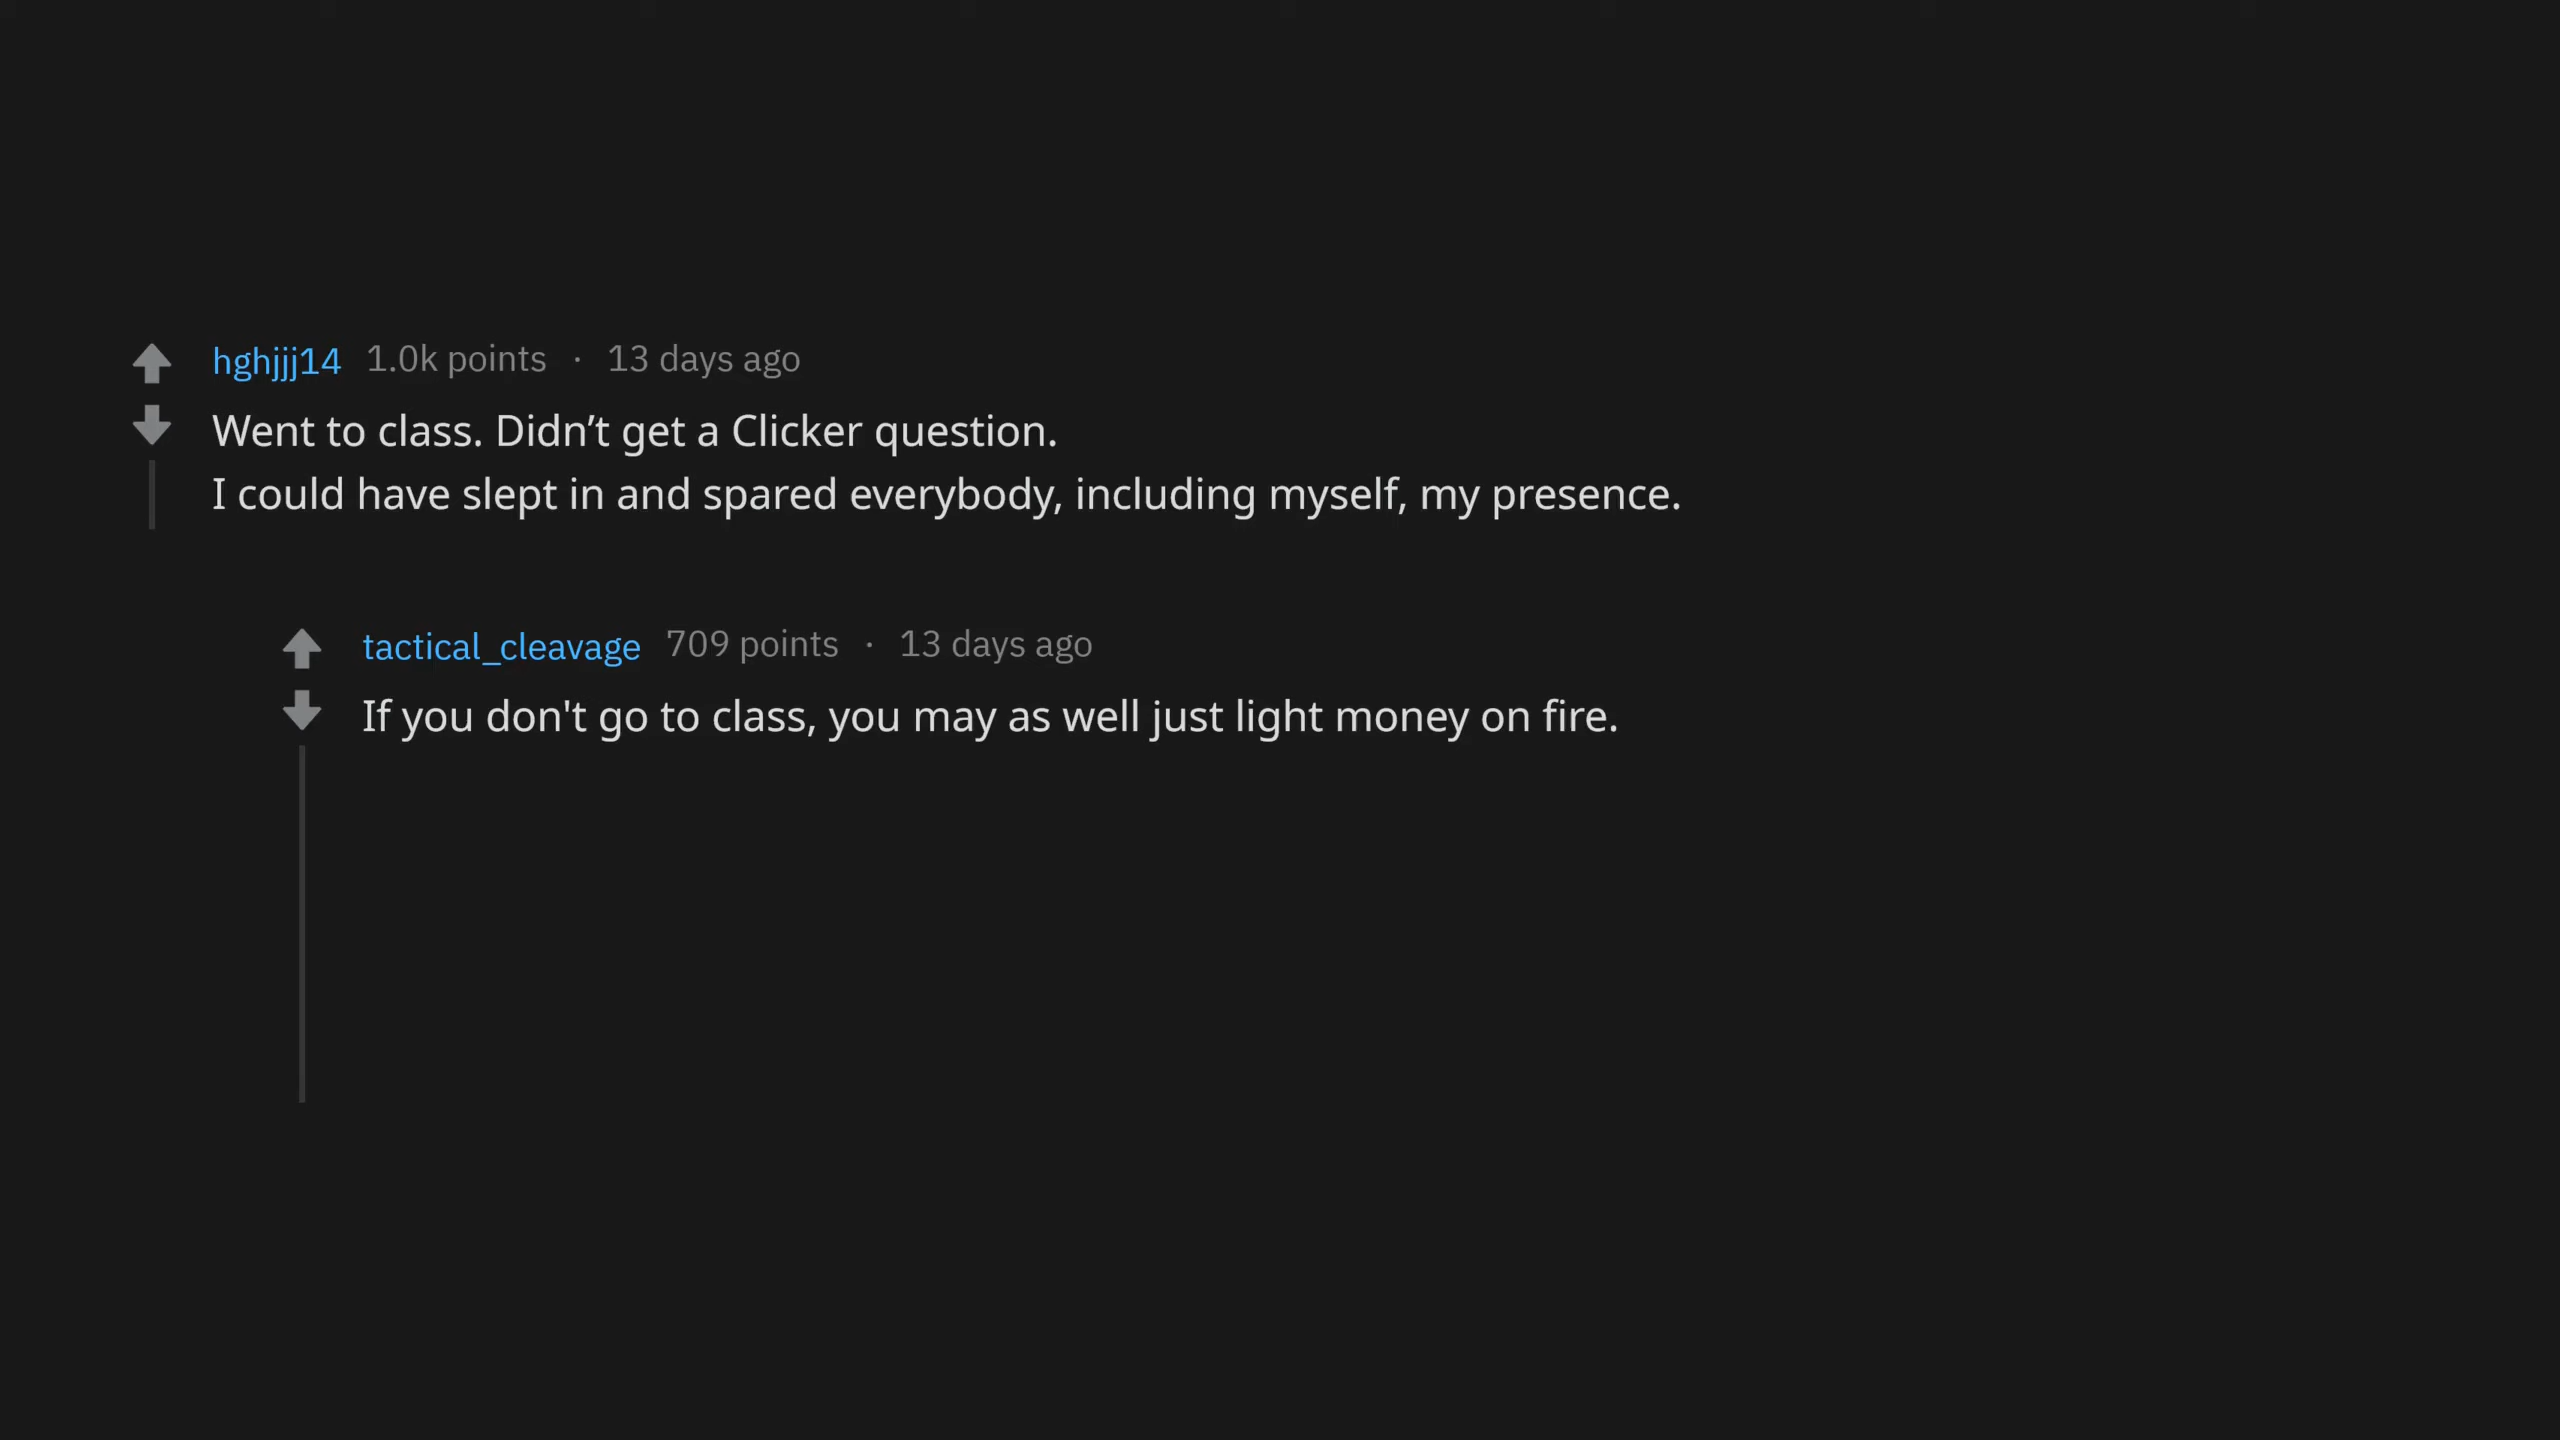 hghjjj14 1.0k points · 13 days ago
Went to class. Didn’t get a Clicker question.
I could have slept in and spared everybody, including myself, my presence.
tactical_cleavage 709 points · 13 days ago
If you don't go to class, you may as well just light money on fire.